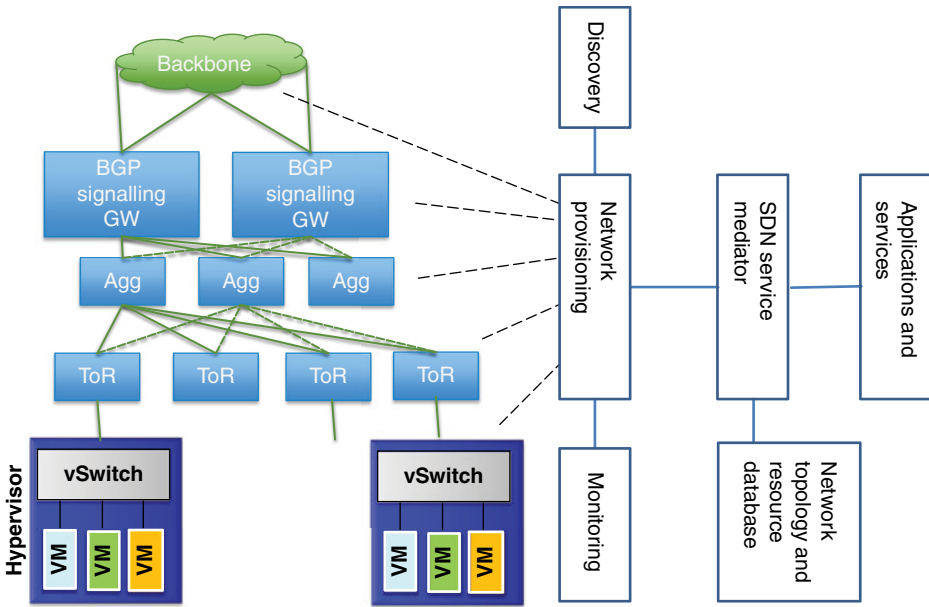 Backbone
BGP
signalling
GW
BGP
signalling
GW
Agg
Agg
Agg
ToR
ToR
ToR
ToR
Hypervisor
vSwitch
VM
VM
VM
vSwitch
VM
VM
VM
Discovery
Network
provisioning
Monitoring
SDN service
mediator
Network
topology and
resource
database
Applications and
services